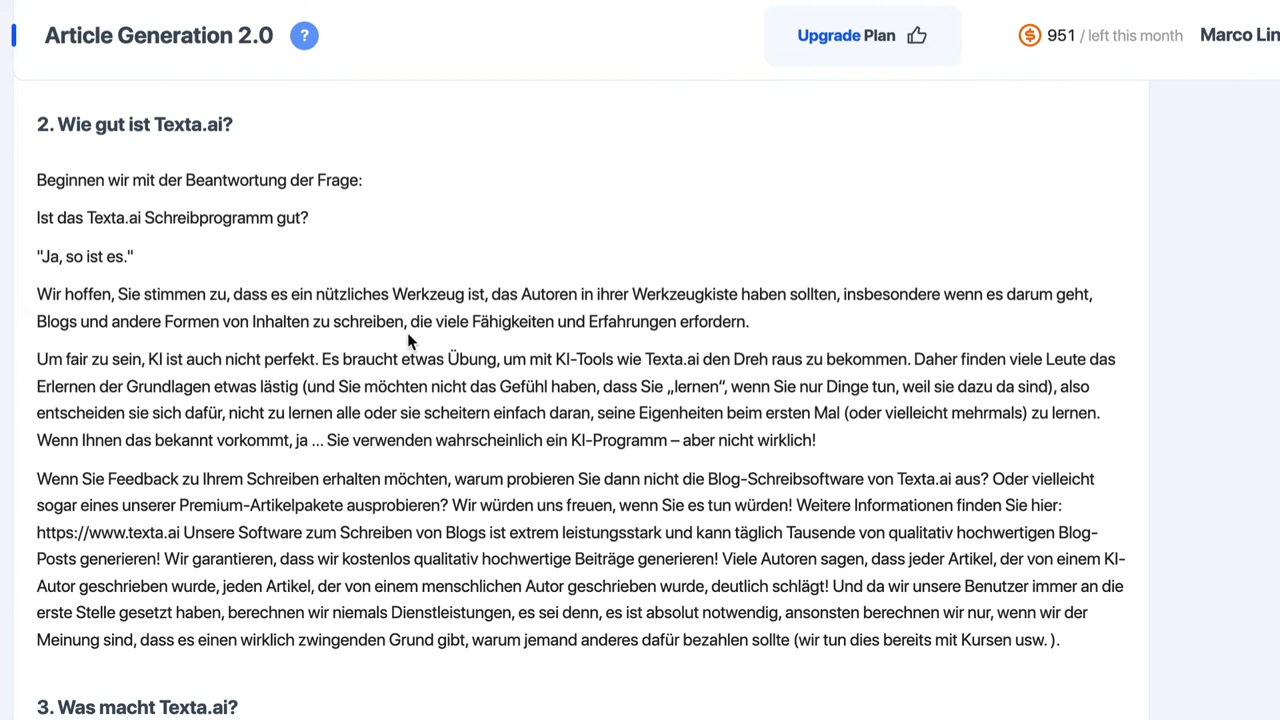 Article Generation 2.0 ? Upgrade Plan 951 / left this month Marco Lin
2. Wie gut ist Texta.ai?
Beginnen wir mit der Beantwortung der Frage:
Ist das Texta.ai Schreibprogramm gut?
"Ja, so ist es."
Wir hoffen, Sie stimmen zu, dass es ein nützliches Werkzeug ist, das Autoren in ihrer Werkzeugkiste haben sollten, insbesondere wenn es darum geht,
Blogs und andere Formen von Inhalten zu schreiben, die viele Fähigkeiten und Erfahrungen erfordern.
Um fair zu sein, KI ist auch nicht perfekt. Es braucht etwas Übung, um mit KI-Tools wie Texta.ai den Dreh raus zu bekommen. Daher finden viele Leute das
Erlernen der Grundlagen etwas lästig (und Sie möchten nicht das Gefühl haben, dass Sie „lernen“, wenn Sie nur Dinge tun, weil sie dazu da sind), also
entscheiden sie sich dafür, nicht zu lernen alle oder sie scheitern einfach daran, seine Eigenheiten beim ersten Mal (oder vielleicht mehrmals) zu lernen.
Wenn Ihnen das bekannt vorkommt, ja ... Sie verwenden wahrscheinlich ein KI-Programm – aber nicht wirklich!
Wenn Sie Feedback zu Ihrem Schreiben erhalten möchten, warum probieren Sie dann nicht die Blog-Schreibsoftware von Texta.ai aus? Oder vielleicht
sogar eines unserer Premium-Artikelpakete ausprobieren? Wir würden uns freuen, wenn Sie es tun würden! Weitere Informationen finden Sie hier:
https://www.texta.ai Unsere Software zum Schreiben von Blogs ist extrem leistungsstark und kann täglich Tausende von qualitativ hochwertigen Blog-
Posts generieren! Wir garantieren, dass wir kostenlos qualitativ hochwertige Beiträge generieren! Viele Autoren sagen, dass jeder Artikel, der von einem KI-
Autor geschrieben wurde, jeden Artikel, der von einem menschlichen Autor geschrieben wurde, deutlich schlägt! Und da wir unsere Benutzer immer an die
erste Stelle gesetzt haben, berechnen wir niemals Dienstleistungen, es sei denn, es ist absolut notwendig, ansonsten berechnen wir nur, wenn wir der
Meinung sind, dass es einen wirklich zwingenden Grund gibt, warum jemand anderes dafür bezahlen sollte (wir tun dies bereits mit Kursen usw. ).
3. Was macht Texta.ai?